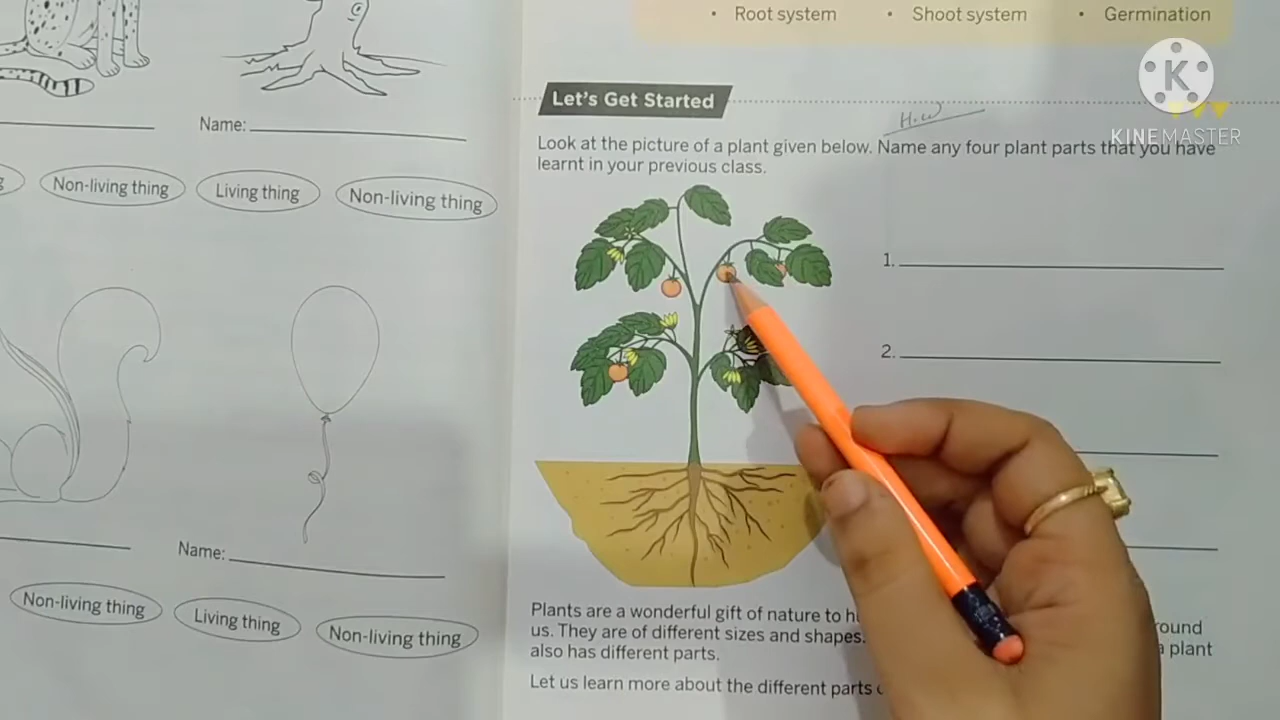 Name:
Non-living thing
Living thing
Non-living thing
Name:
Non-living thing
Living thing
Non-living thing
• Root system • Shoot system • Germination
K
KINEMASTER
Let's Get Started
H.W
Look at the picture of a plant given below. Name any four plant parts that you have
learnt in your previous class.
1.
2.
Plants are a wonderful gift of nature to
us. They are of different sizes and shapes.
also has different parts.
Let us learn more about the different parts
round
a plant